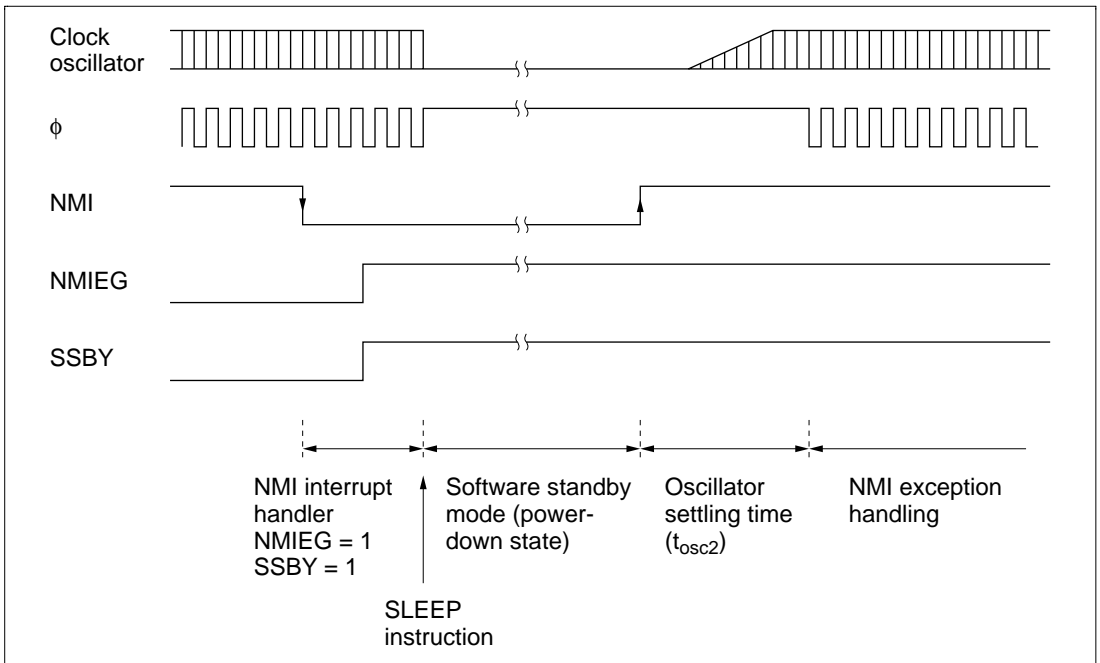 Clock
oscillator
ϕ
NMI
NMIEG
SSBY
NMI interrupt
handler
NMIEG = 1
SSBY = 1
Software standby
mode (power-
down state)
Oscillator
settling time
(tosc2)
NMI exception
handling
SLEEP
instruction